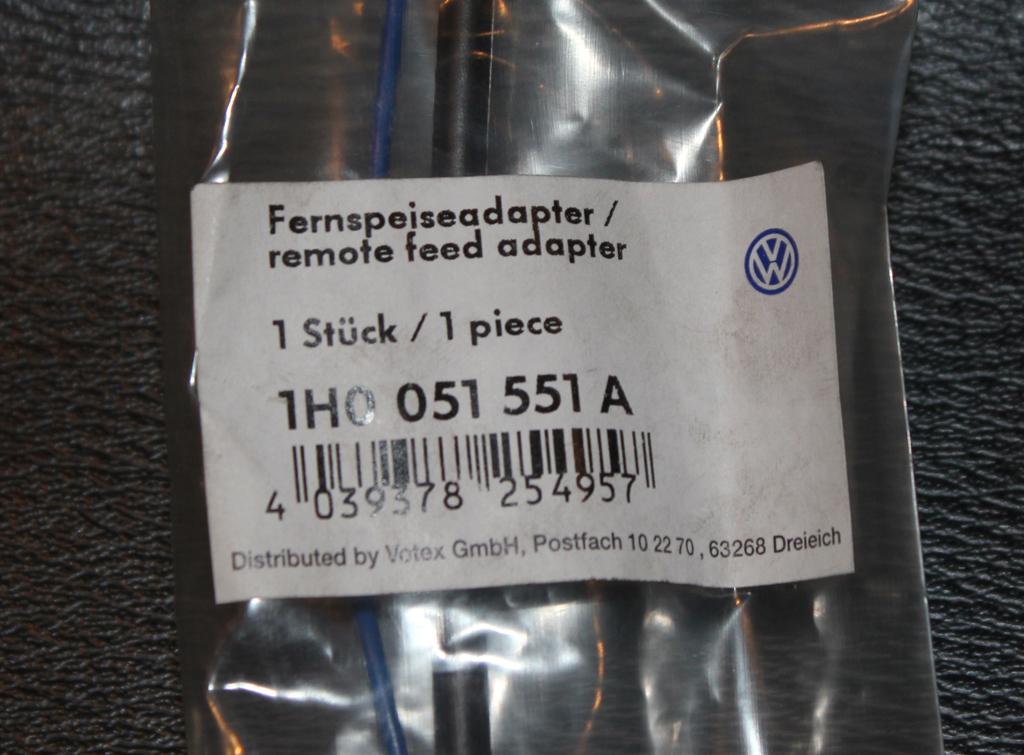 Fernspeiseadapter /
remote feed adapter
1 Stück / 1 piece
1H0 051 551 A
4 039378 254957
Distributed by Votex GmbH, Postfach 10 22 70 , 63268 Dreieich
VW